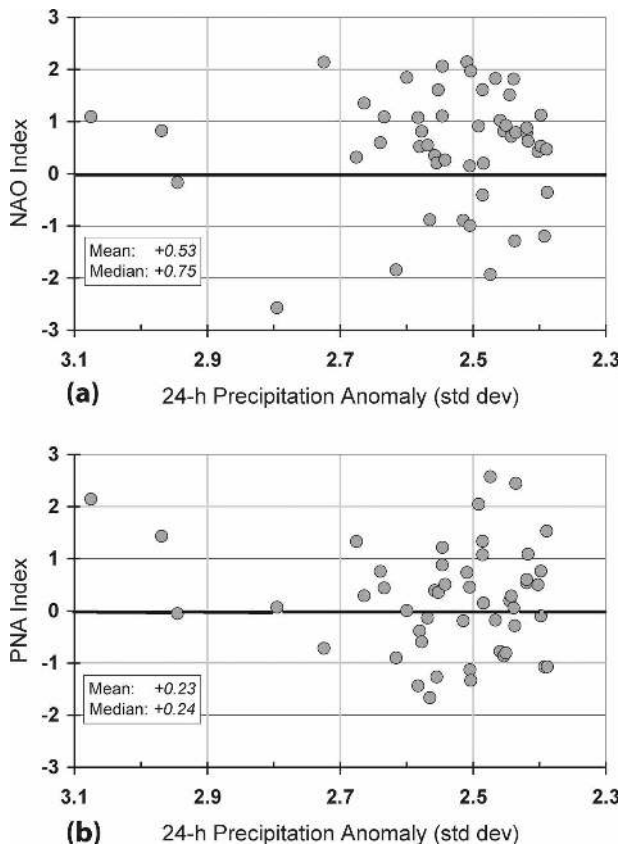 3
2
1
0
-1
-2
-3
NAO Index
Mean: +0.53
Median: +0.75
3.1 2.9 2.7 2.5 2.3
(a) 24-h Precipitation Anomaly (std dev)
3
2
1
0
-1
-2
-3
PNA Index
Mean: +0.23
Median: +0.24
3.1 2.9 2.7 2.5 2.3
(b) 24-h Precipitation Anomaly (std dev)